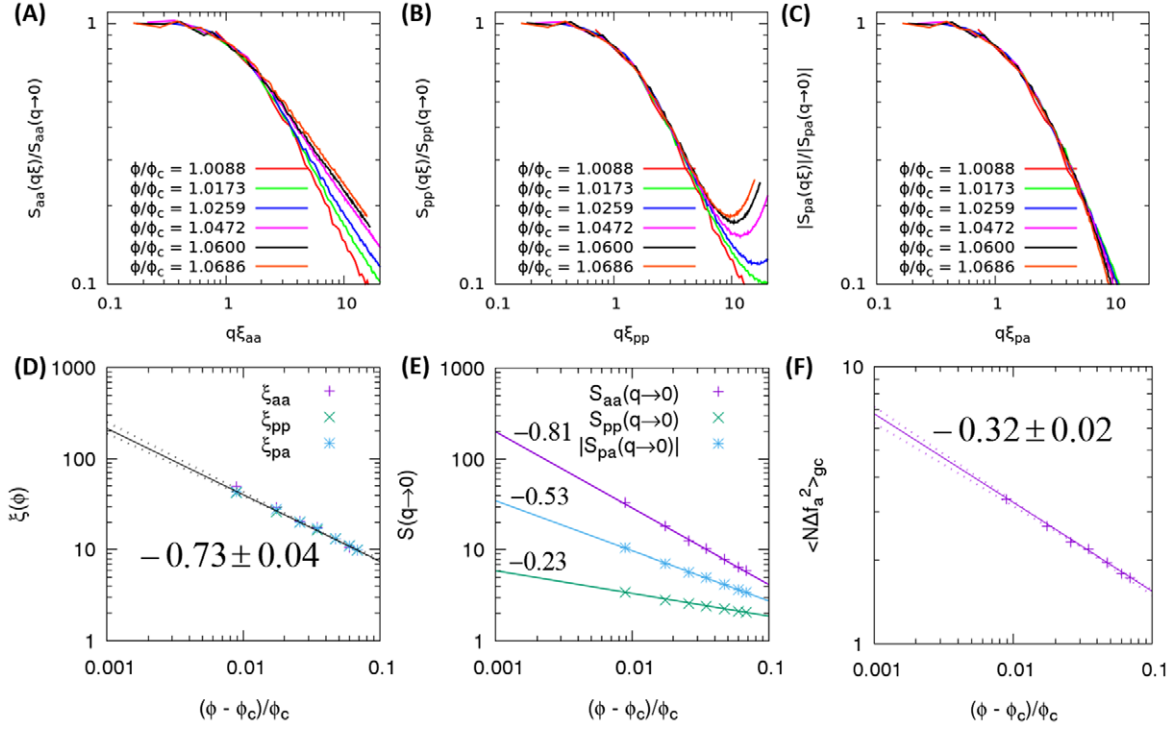 (A)
1
0.1
S_aa(qξ)/S_aa(q→0)
ϕ/ϕ_c = 1.0088
ϕ/ϕ_c = 1.0173
ϕ/ϕ_c = 1.0259
ϕ/ϕ_c = 1.0472
ϕ/ϕ_c = 1.0600
ϕ/ϕ_c = 1.0686
0.1 1 10
qξ_aa
(B)
1
0.1
S_pp(qξ)/S_pp(q→0)
ϕ/ϕ_c = 1.0088
ϕ/ϕ_c = 1.0173
ϕ/ϕ_c = 1.0259
ϕ/ϕ_c = 1.0472
ϕ/ϕ_c = 1.0600
ϕ/ϕ_c = 1.0686
0.1 1 10
qξ_pp
(C)
1
0.1
|S_pa(qξ)|/|S_pa(q→0)|
ϕ/ϕ_c = 1.0088
ϕ/ϕ_c = 1.0173
ϕ/ϕ_c = 1.0259
ϕ/ϕ_c = 1.0472
ϕ/ϕ_c = 1.0600
ϕ/ϕ_c = 1.0686
0.1 1 10
qξ_pa
(D)
1000
100
10
1
ξ(ϕ)
ξ_aa
ξ_pp
ξ_pa
−0.73 ± 0.04
0.001 0.01 0.1
(ϕ - ϕ_c)/ϕ_c
(E)
1000
100
10
1
S(q→0)
S_aa(q→0)
S_pp(q→0)
|S_pa(q→0)|
−0.81
−0.53
−0.23
0.001 0.01 0.1
(ϕ - ϕ_c)/ϕ_c
(F)
10
1
<NΔf_a²>_gc
−0.32 ± 0.02
0.001 0.01 0.1
(ϕ - ϕ_c)/ϕ_c